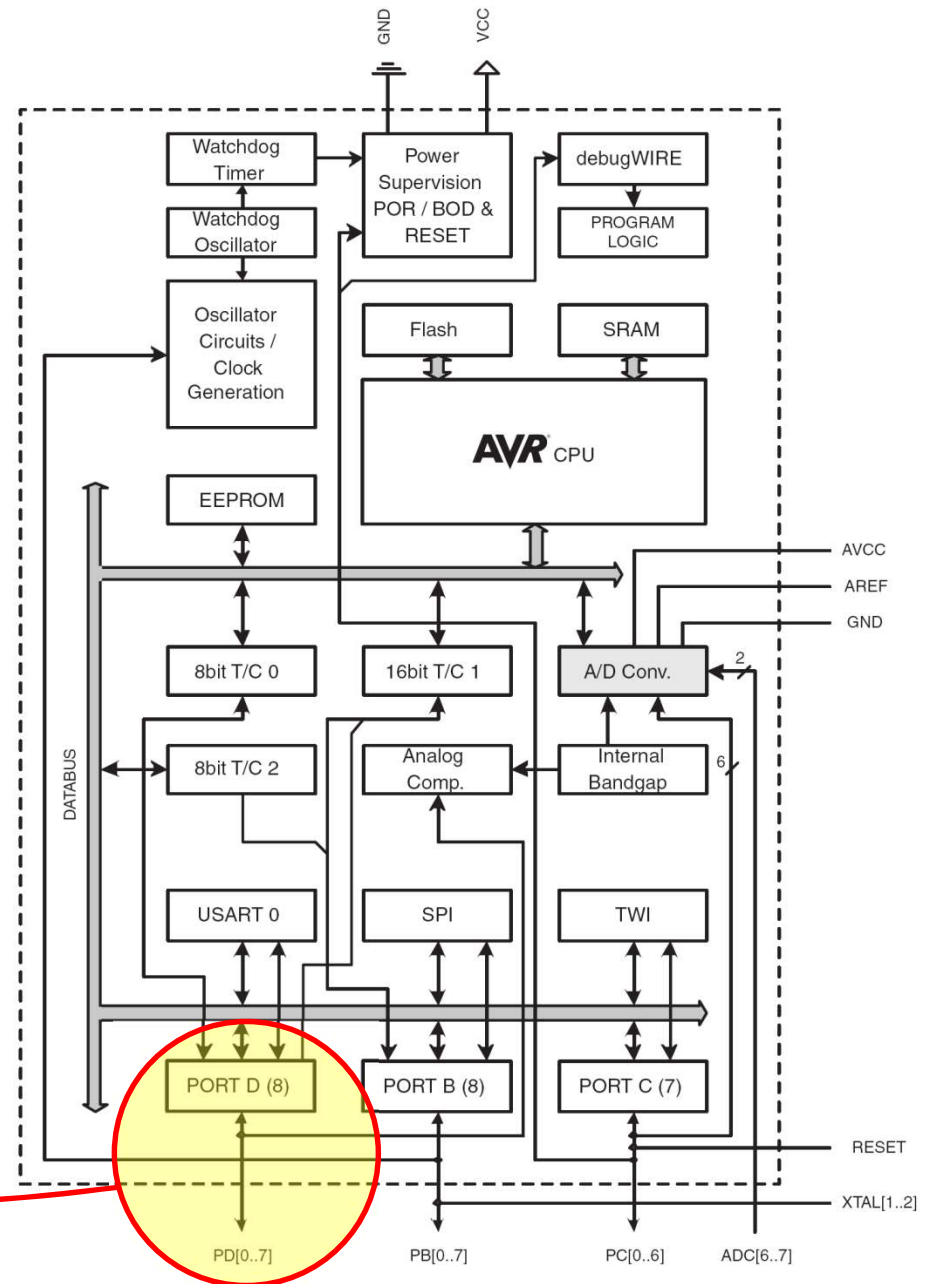 GND
VCC
Watchdog
Timer
Power
Supervision
POR / BOD &
RESET
debugWIRE
Watchdog
Oscillator
PROGRAM
LOGIC
Oscillator
Circuits /
Clock
Generation
Flash
SRAM
AVR CPU
EEPROM
AVCC
AREF
GND
8bit T/C 0
16bit T/C 1
A/D Conv.
2
DATABUS
8bit T/C 2
Analog
Comp.
Internal
Bandgap
6
USART 0
SPI
TWI
PORT D (8)
PORT B (8)
PORT C (7)
RESET
XTAL[1..2]
PD[0..7]
PB[0..7]
PC[0..6]
ADC[6..7]